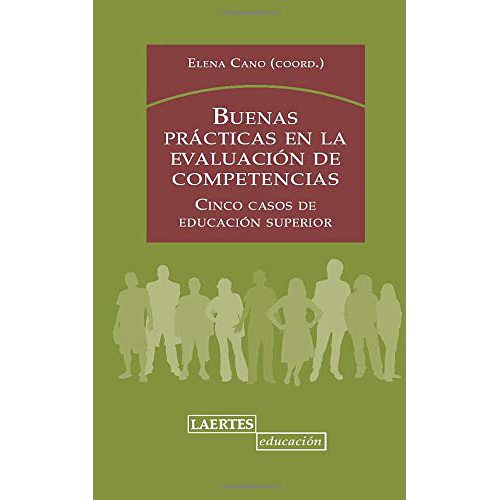 Elena Cano (coord.)
Buenas
prácticas en la
evaluación de
competencias
Cinco casos de
educación superior
LAERTES
educación